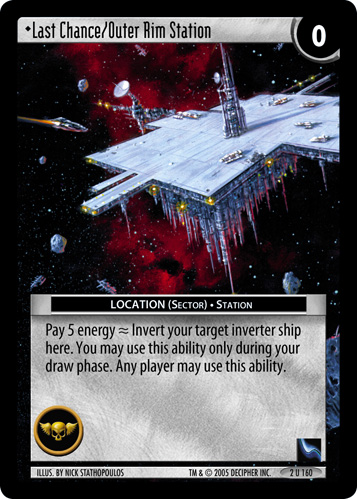 •Last Chance/Outer Rim Station
0
LOCATION (SECTOR) • STATION
Pay 5 energy ≈ Invert your target inverter ship
here. You may use this ability only during your
draw phase. Any player may use this ability.
ILLUS. BY NICK STATHOPOULOS
TM & © 2005 DECIPHER INC.
2 U 160